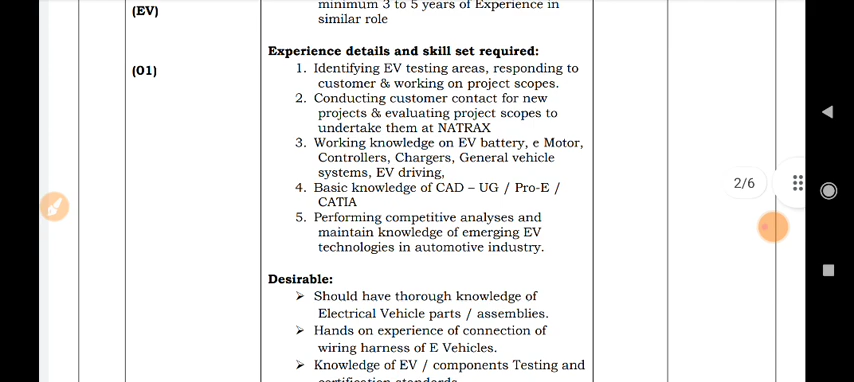 minimum 3 to 5 years of Experience in
(EV)
similar role
Experience details and skill set required:
(01)
1. Identifying EV testing areas, responding to
customer & working on project scopes.
2. Conducting customer contact for new
projects & evaluating project scopes to
undertake them at NATRAX
3. Working knowledge on EV battery, e Motor,
Controllers, Chargers, General vehicle
systems, EV driving,
4. Basic knowledge of CAD – UG / Pro-E /
CATIA
5. Performing competitive analyses and
maintain knowledge of emerging EV
technologies in automotive industry.
2/6
Desirable:
➢ Should have thorough knowledge of
Electrical Vehicle parts / assemblies.
➢ Hands on experience of connection of
wiring harness of E Vehicles.
➢ Knowledge of EV / components Testing and
certification standards